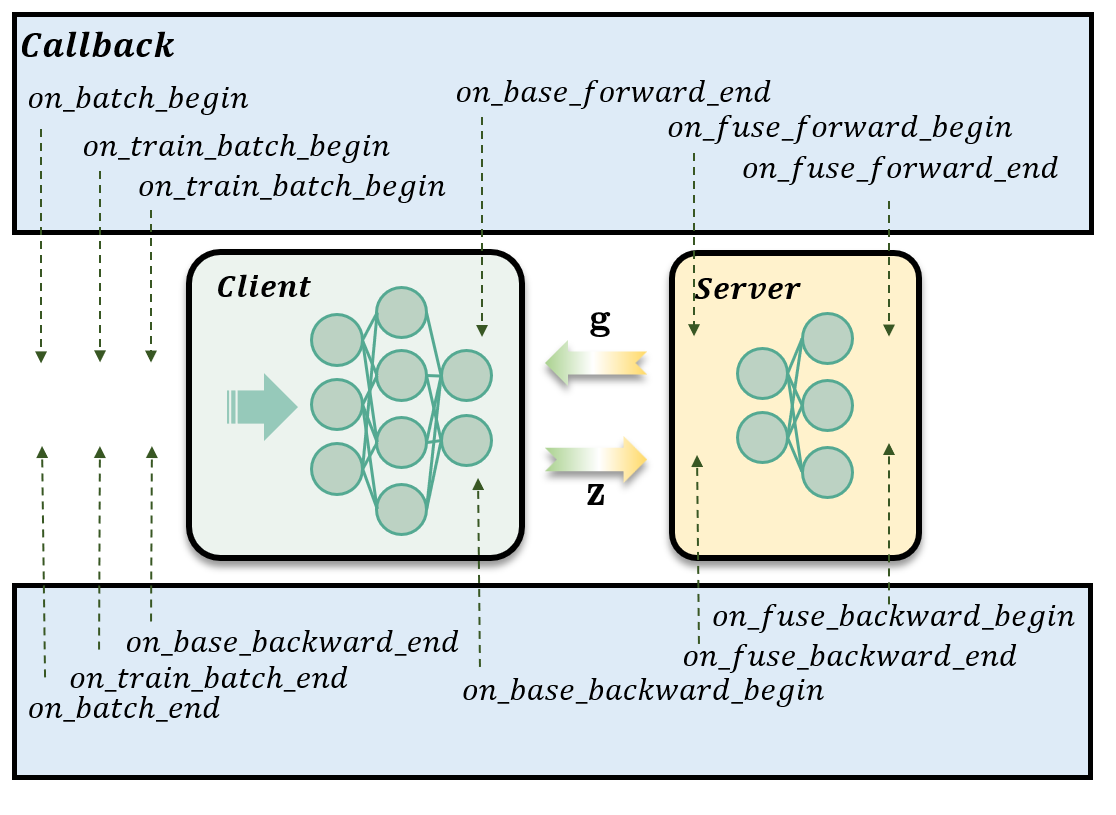 Callback
on_batch_begin
on_base_forward_end
on_fuse_forward_begin
on_train_batch_begin
on_fuse_forward_end
on_train_batch_begin
Client
Server
g
z
on_fuse_backward_begin
on_base_backward_end
on_fuse_backward_end
on_train_batch_end
on_base_backward_begin
on_batch_end